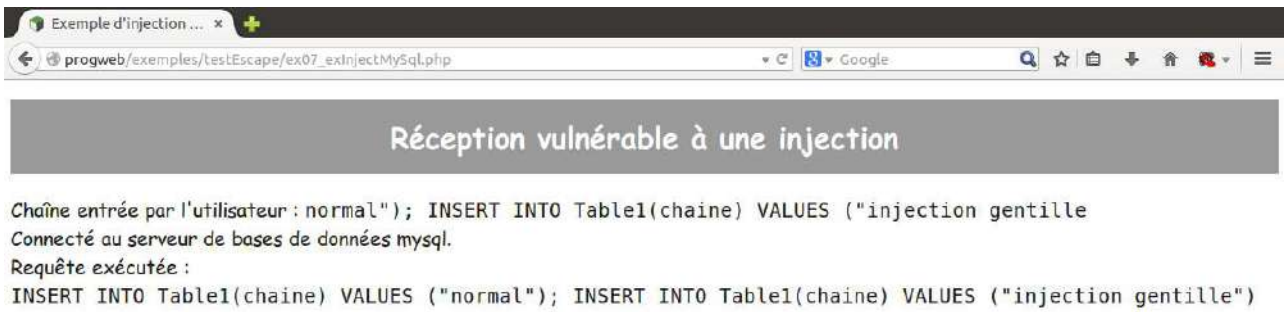 Exemple d'injection ... ×
progweb/exemples/testEscape/ex07_exInjectMySql.php
Google
Réception vulnérable à une injection
Chaîne entrée par l'utilisateur : normal"); INSERT INTO Table1(chaine) VALUES ("injection gentille
Connecté au serveur de bases de données mysql.
Requête exécutée :
INSERT INTO Table1(chaine) VALUES ("normal"); INSERT INTO Table1(chaine) VALUES ("injection gentille")